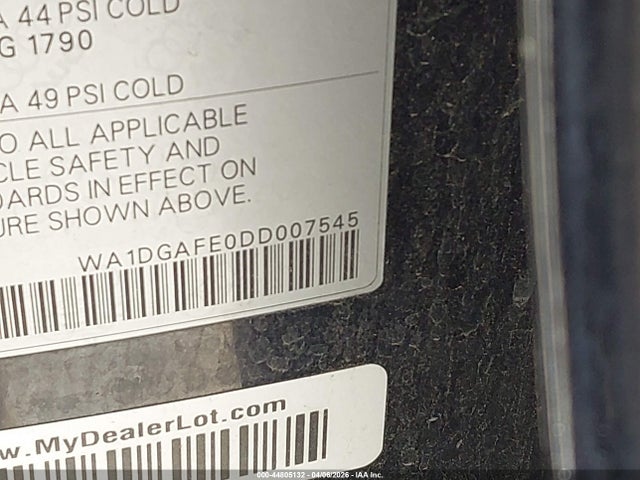 A 44 PSI COLD
G 1790
A 49 PSI COLD
O ALL APPLICABLE
CLE SAFETY AND
DARDS IN EFFECT ON
URE SHOWN ABOVE.
WA1DGAFE0DD007545
w.MyDealerLot.com
000-44805132 - 04/06/2026 - IAA Inc.